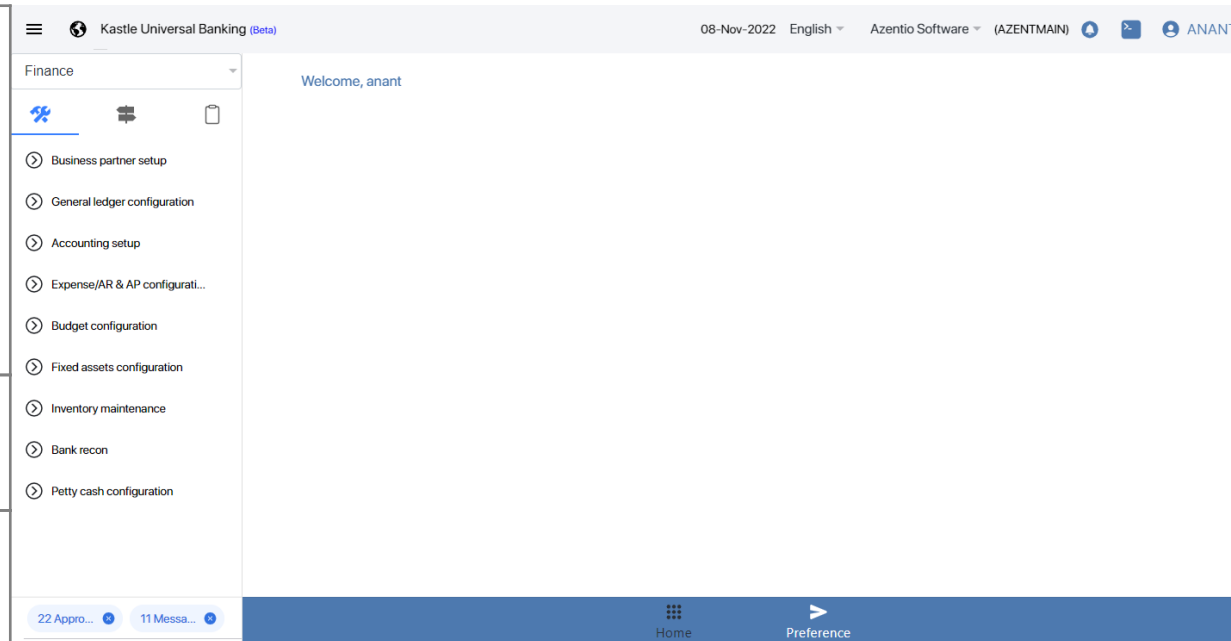 Kastle Universal Banking (Beta) 08-Nov-2022 English Azentio Software (AZENTMAIN) ANANT
Finance
Welcome, anant
Business partner setup
General ledger configuration
Accounting setup
Expense/AR & AP configurati...
Budget configuration
Fixed assets configuration
Inventory maintenance
Bank recon
Petty cash configuration
22 Appro... 11 Messa...
Home Preference